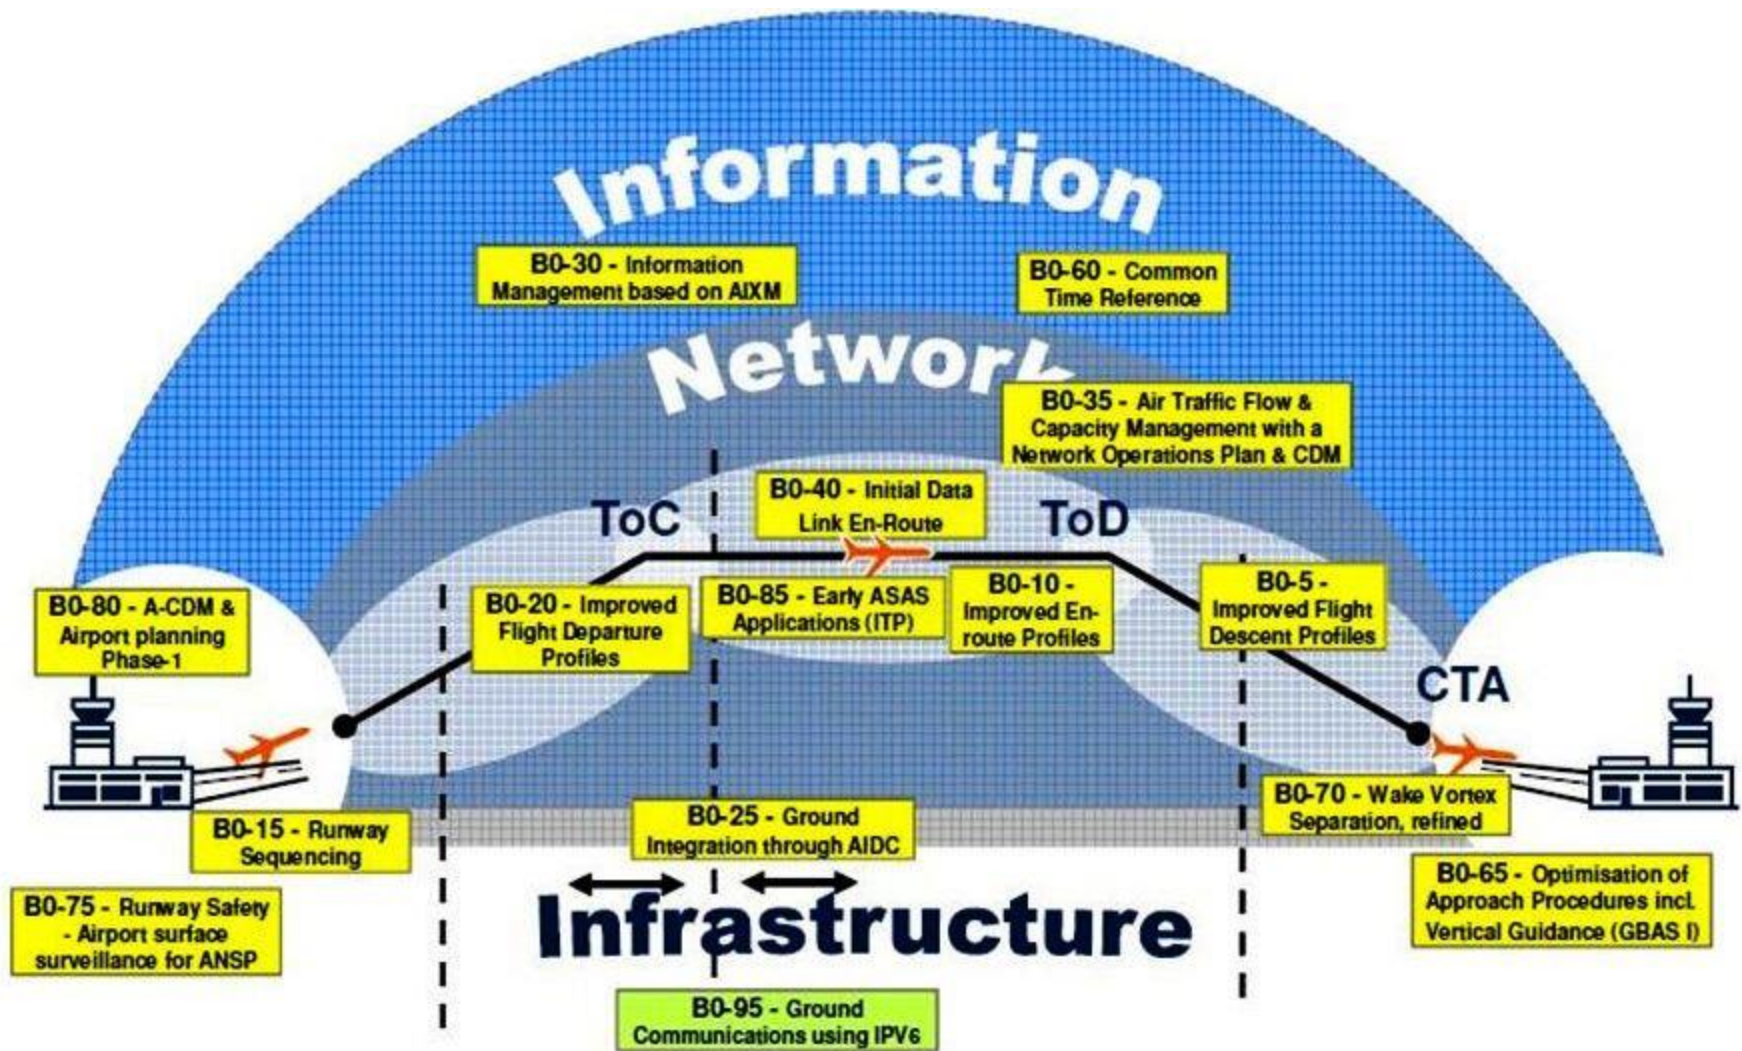 Information
B0-30 - Information
Management based on AIXM
B0-60 - Common
Time Reference
Network
B0-35 - Air Traffic Flow &
Capacity Management with a
Network Operations Plan & CDM
ToC
B0-40 - Initial Data
Link En-Route
ToD
B0-80 - A-CDM &
Airport planning
Phase-1
B0-20 - Improved
Flight Departure
Profiles
B0-85 - Early ASAS
Applications (ITP)
B0-10 -
Improved En-
route Profiles
B0-5 -
Improved Flight
Descent Profiles
CTA
B0-15 - Runway
Sequencing
B0-25 - Ground
Integration through AIDC
B0-70 - Wake Vortex
Separation, refined
B0-75 - Runway Safety
- Airport surface
surveillance for ANSP
Infrastructure
B0-65 - Optimisation of
Approach Procedures incl.
Vertical Guidance (GBAS I)
B0-95 - Ground
Communications using IPV6